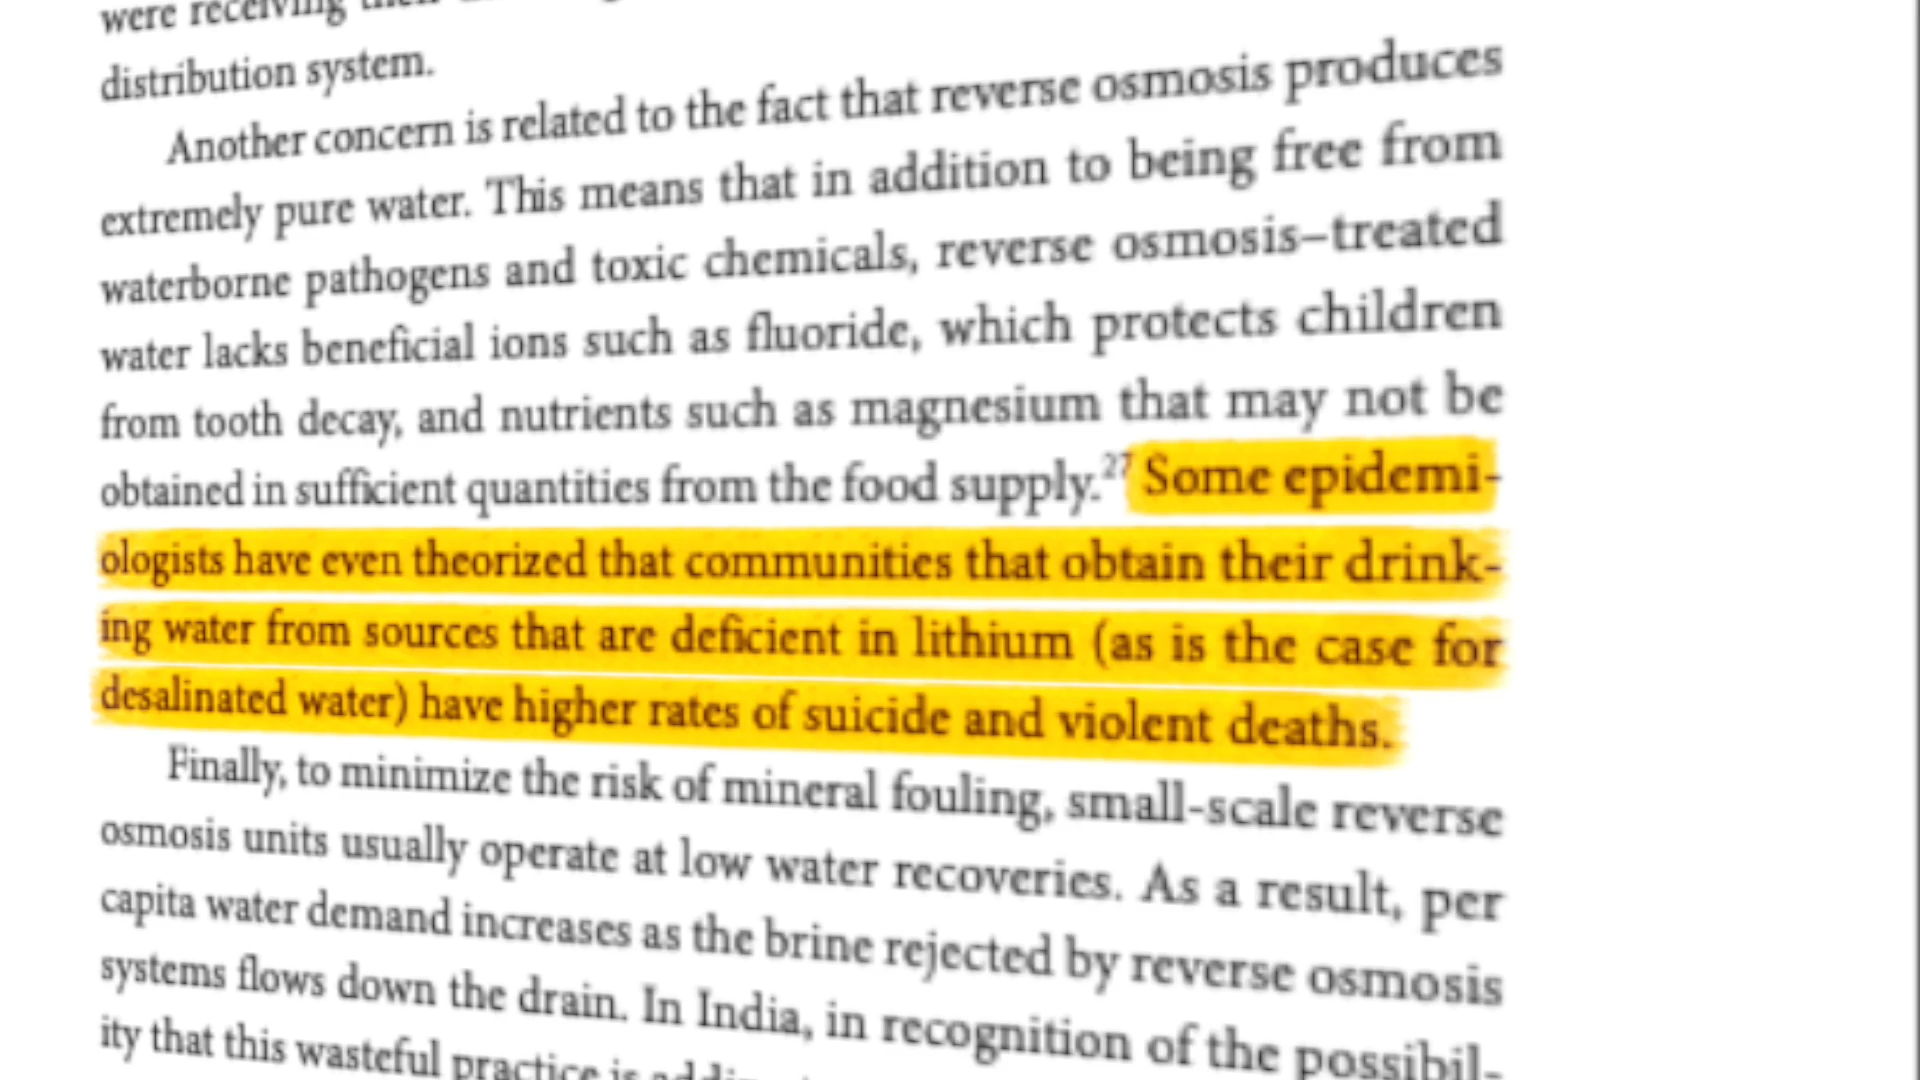 were receiving their
distribution system.
Another concern is related to the fact that reverse osmosis produces
extremely pure water. This means that in addition to being free from
waterborne pathogens and toxic chemicals, reverse osmosis–treated
water lacks beneficial ions such as fluoride, which protects children
from tooth decay, and nutrients such as magnesium that may not be
obtained in sufficient quantities from the food supply.27 Some epidemi-
ologists have even theorized that communities that obtain their drink-
ing water from sources that are deficient in lithium (as is the case for
desalinated water) have higher rates of suicide and violent deaths.
Finally, to minimize the risk of mineral fouling, small-scale reverse
osmosis units usually operate at low water recoveries. As a result, per
capita water demand increases as the brine rejected by reverse osmosis
systems flows down the drain. In India, in recognition of the possibil-
ity that this wasteful practice is